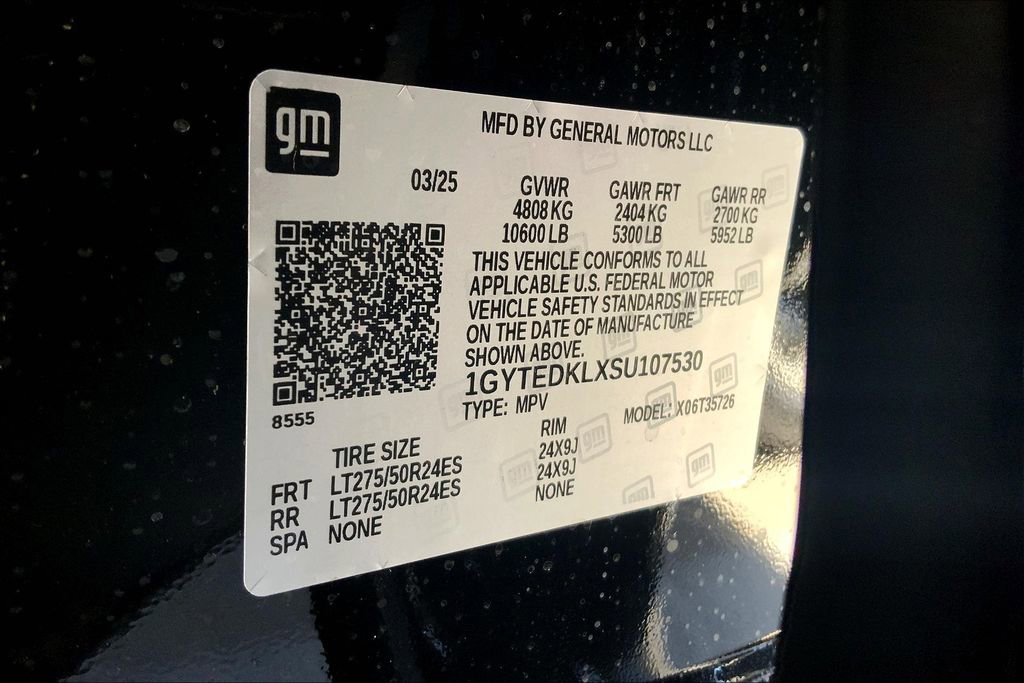 gm
MFD BY GENERAL MOTORS LLC
03/25 GVWR GAWR FRT GAWR RR
4808 KG 2404 KG 2700 KG
10600 LB 5300 LB 5952 LB
THIS VEHICLE CONFORMS TO ALL
APPLICABLE U.S. FEDERAL MOTOR
VEHICLE SAFETY STANDARDS IN EFFECT
ON THE DATE OF MANUFACTURE
SHOWN ABOVE.
1GYTEDKLXSU107530
TYPE: MPV MODEL: X06T35726
8555
TIRE SIZE RIM
FRT LT275/50R24ES 24X9J
RR LT275/50R24ES 24X9J
SPA NONE NONE